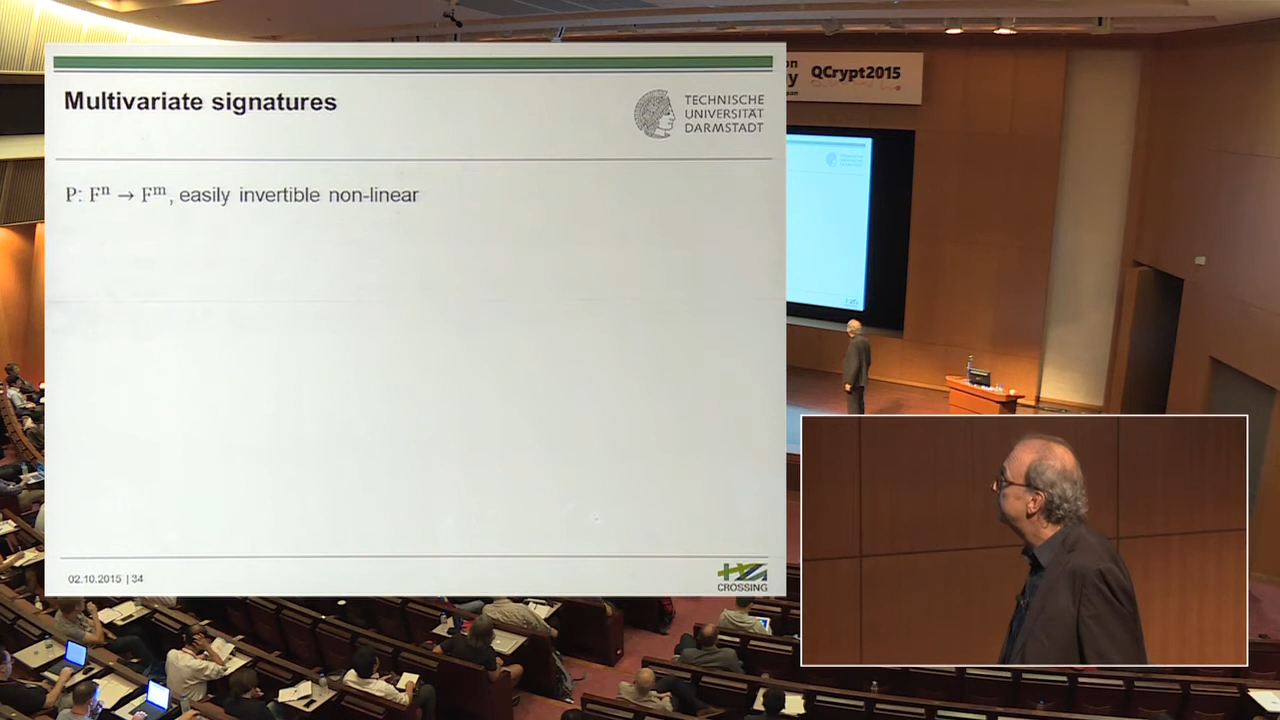 Multivariate signatures
TECHNISCHE
UNIVERSITÄT
DARMSTADT
P: Fⁿ → Fᵐ, easily invertible non-linear
02.10.2015 | 34
CROSSING
QCrypt2015